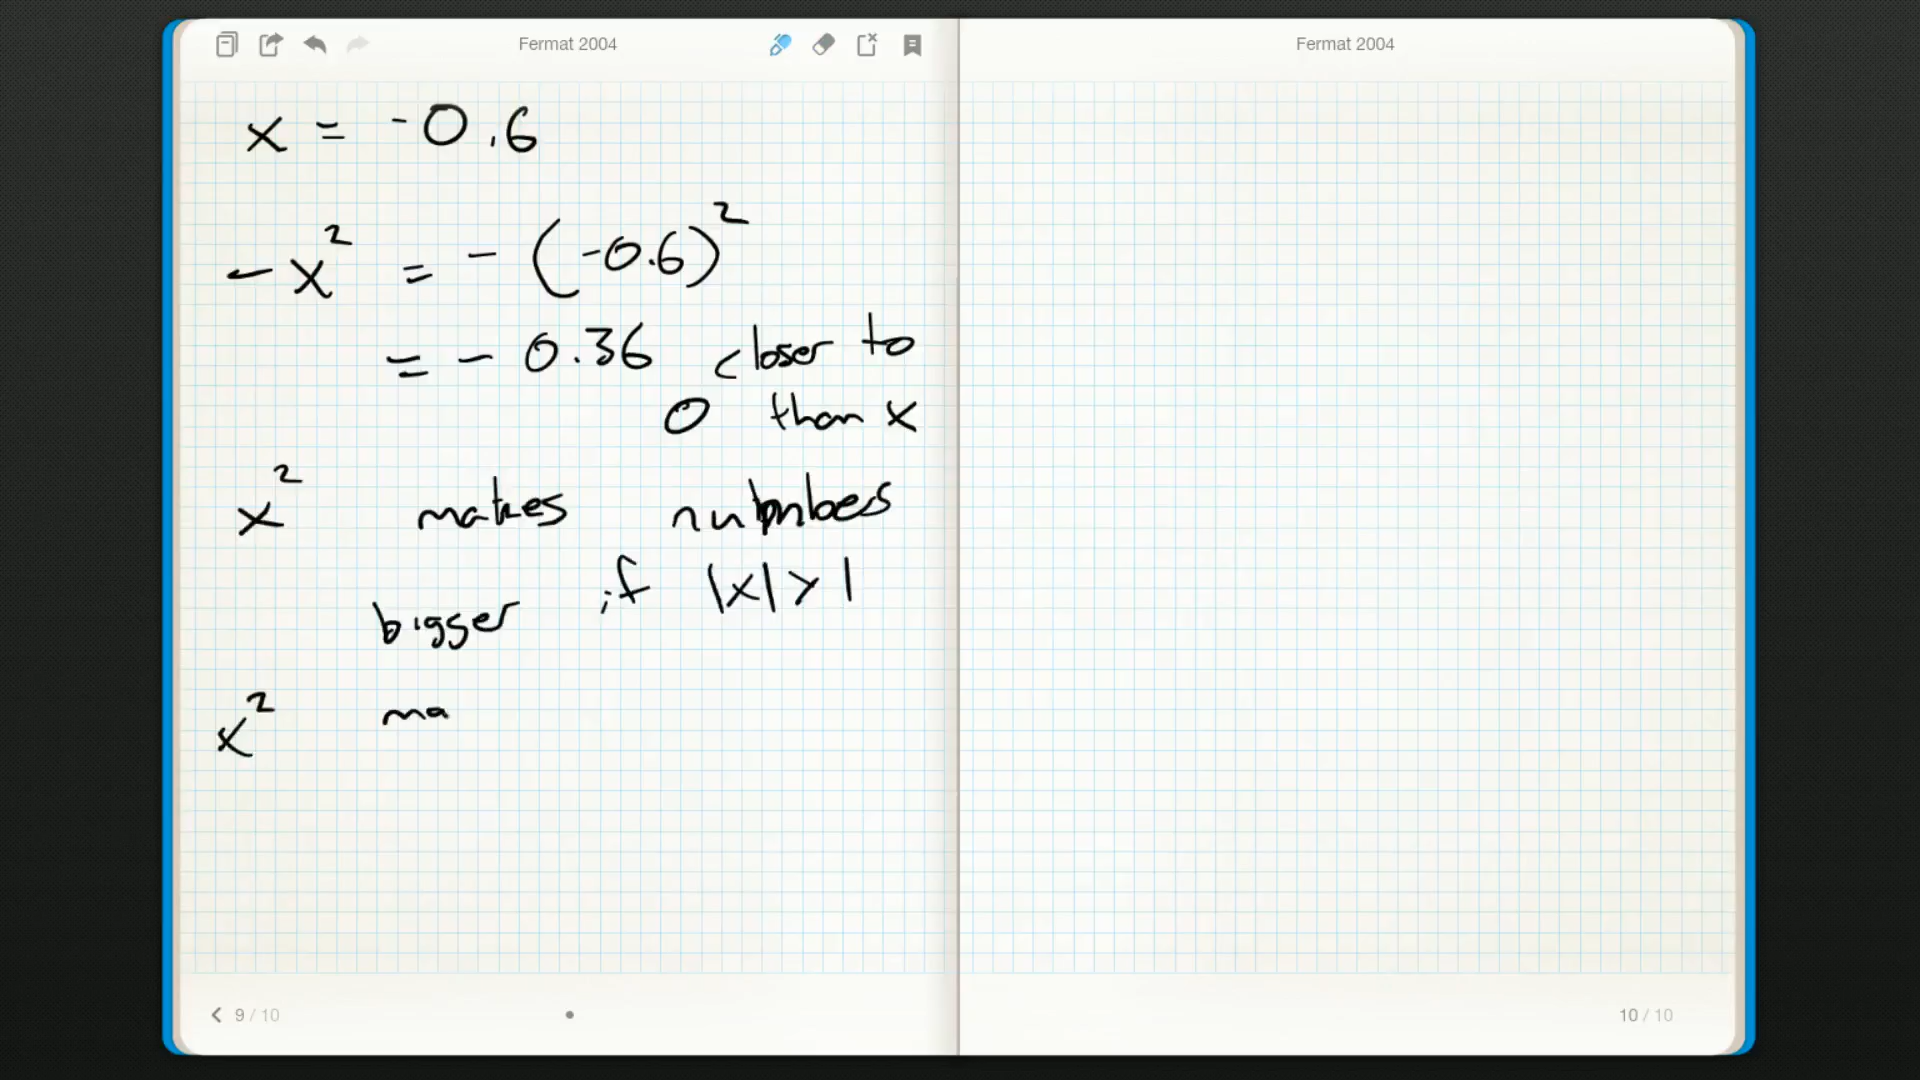 Fermat 2004
Fermat 2004
x = -0.6
-x² = -(-0.6)²
= -0.36 closer to
0 than x
x² makes numbers
bigger if |x| > 1
x² ma
9 / 10
10 / 10